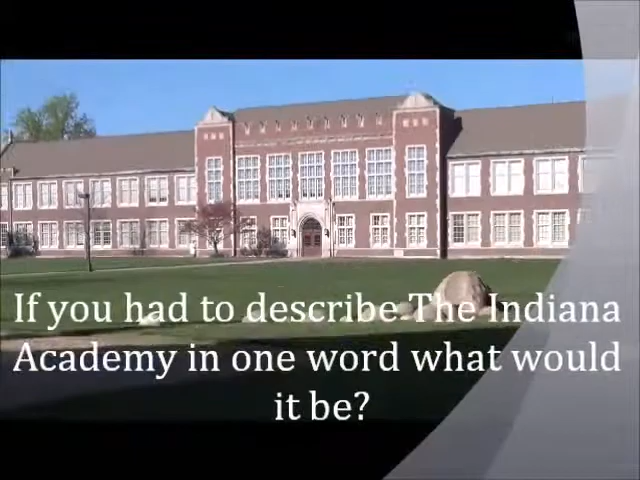 If you had to describe The Indiana
Academy in one word what would
it be?